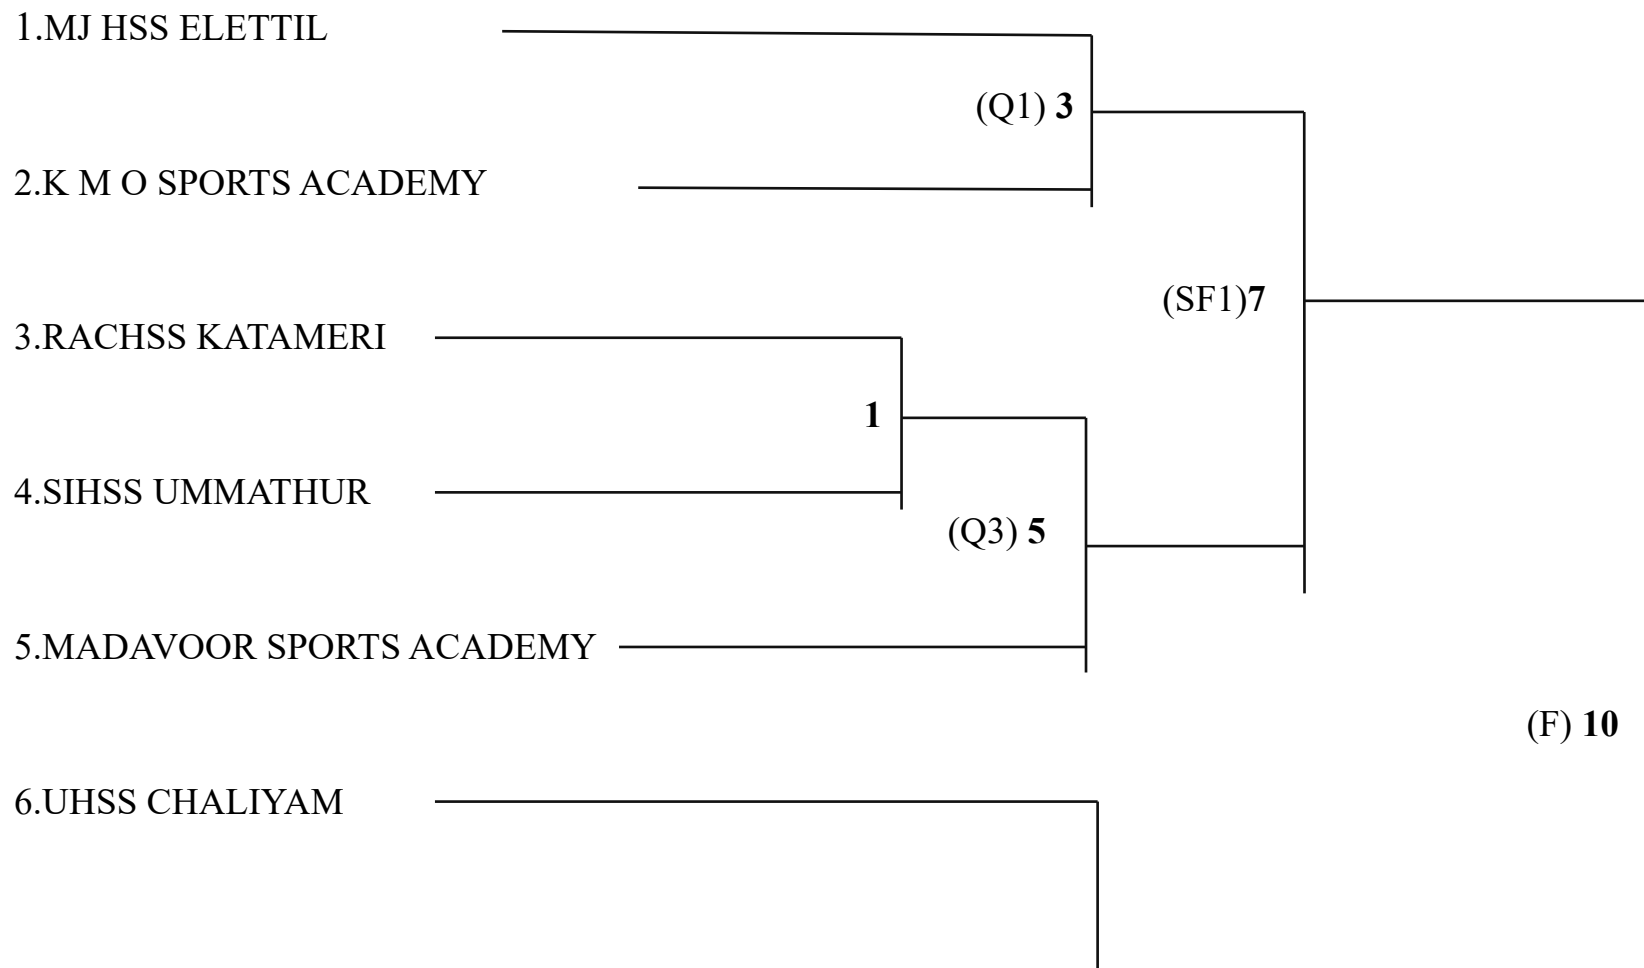 1.MJ HSS ELETTIL
(Q1) 3
2.K M O SPORTS ACADEMY
(SF1)7
3.RACHSS KATAMERI
1
4.SIHSS UMMATHUR
(Q3) 5
5.MADAVOOR SPORTS ACADEMY
(F) 10
6.UHSS CHALIYAM